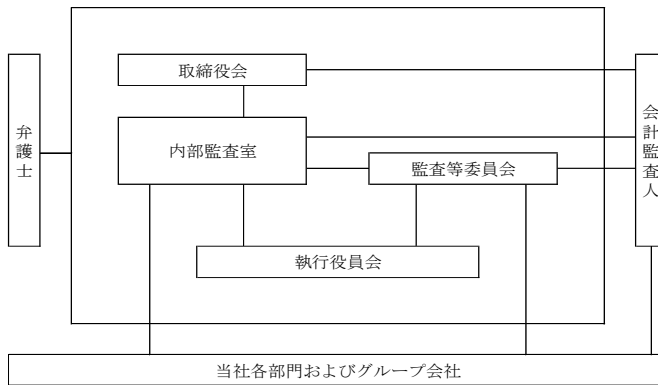 取締役会
弁護士
内部監査室
監査等委員会
会計監査人
執行役員会
当社各部門およびグループ会社